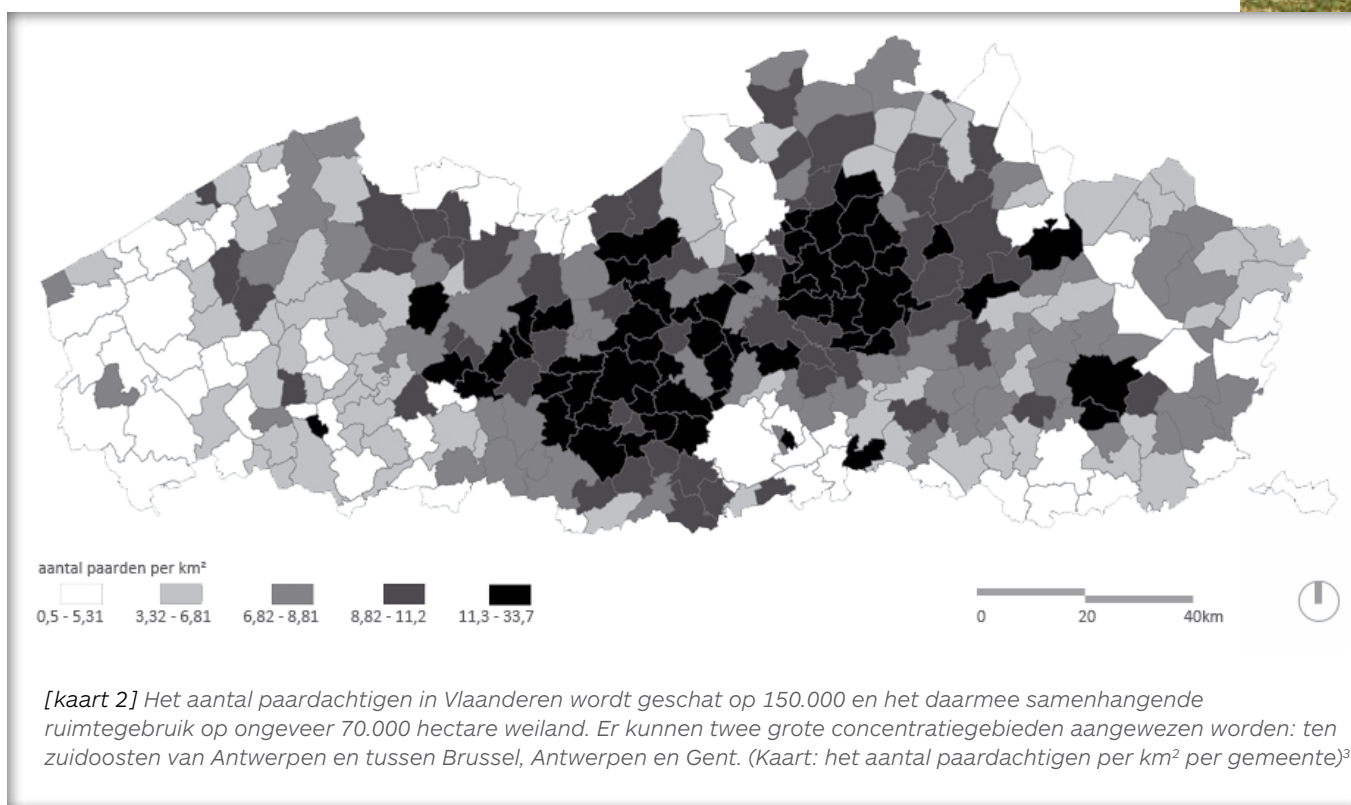 aantal paarden per km²
0,5 - 5,31 3,32 - 6,81 6,82 - 8,81 8,82 - 11,2 11,3 - 33,7
0 20 40km
[kaart 2] Het aantal paardachtigen in Vlaanderen wordt geschat op 150.000 en het daarmee samenhangende
ruimtegebruik op ongeveer 70.000 hectare weiland. Er kunnen twee grote concentratiegebieden aangewezen worden: ten
zuidoosten van Antwerpen en tussen Brussel, Antwerpen en Gent. (Kaart: het aantal paardachtigen per km² per gemeente)³